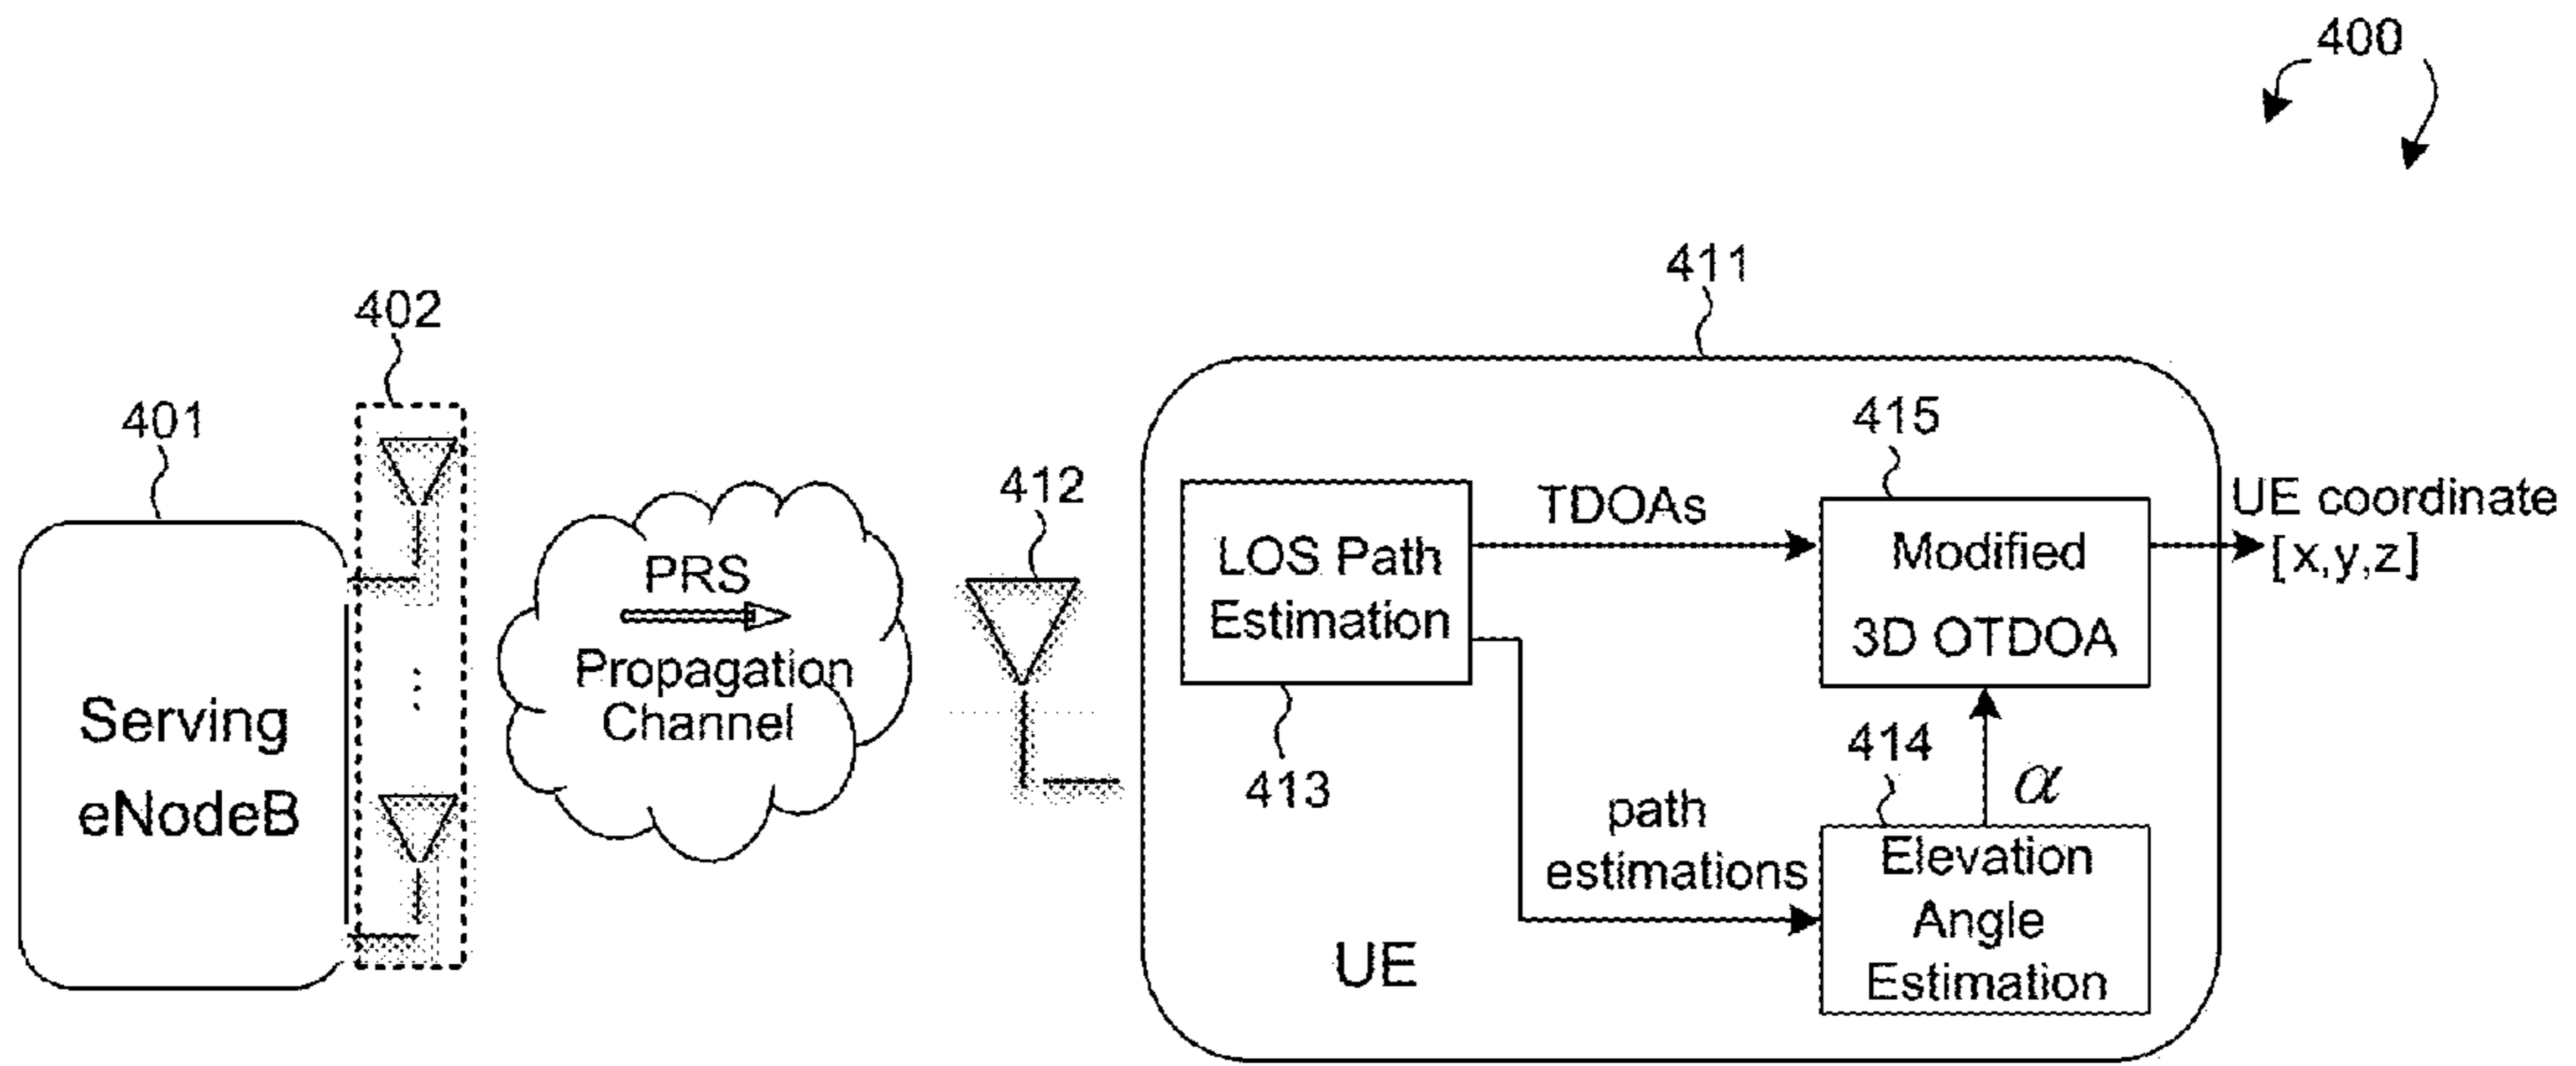 400
411
402
401
415
412
TDOAs
UE coordinate
[x,y,z]
LOS Path
Estimation
Modified
3D OTDOA
PRS
Propagation
Channel
Serving
eNodeB
...
413
414
α
path
estimations
Elevation
Angle
Estimation
UE